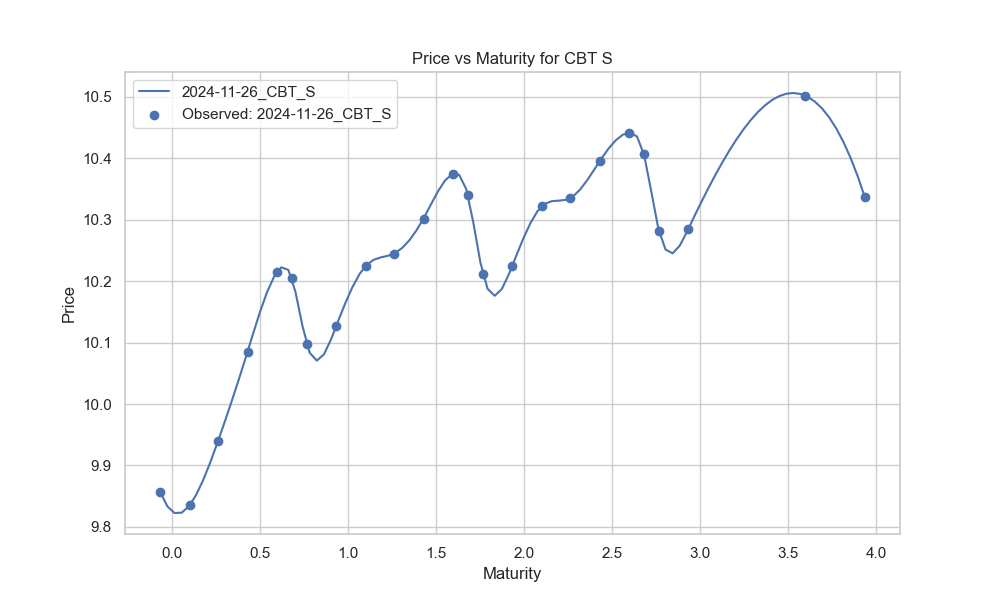 Price vs Maturity for CBT S
2024-11-26_CBT_S
Observed: 2024-11-26_CBT_S
Price
10.5
10.4
10.3
10.2
10.1
10.0
9.9
9.8
0.0 0.5 1.0 1.5 2.0 2.5 3.0 3.5 4.0
Maturity